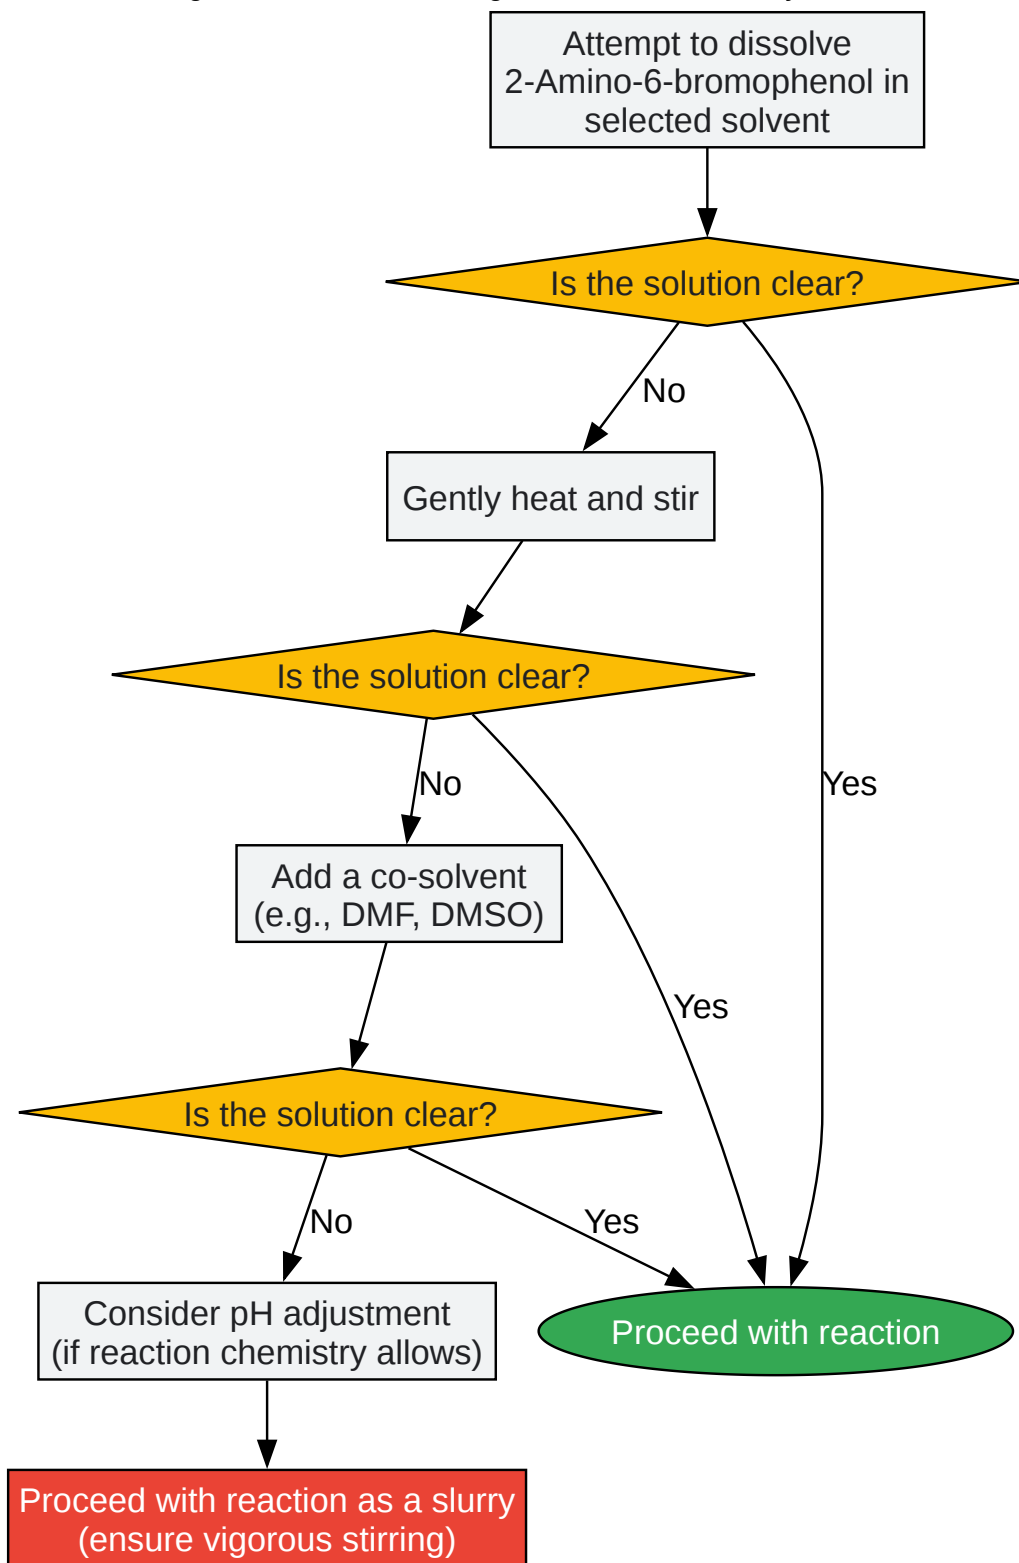 Attempt to dissolve
2-Amino-6-bromophenol in
selected solvent
Is the solution clear?
No
Gently heat and stir
Is the solution clear?
No
Yes
Add a co-solvent
(e.g., DMF, DMSO)
Yes
Is the solution clear?
No
Yes
Consider pH adjustment
(if reaction chemistry allows)
Proceed with reaction
Proceed with reaction as a slurry
(ensure vigorous stirring)